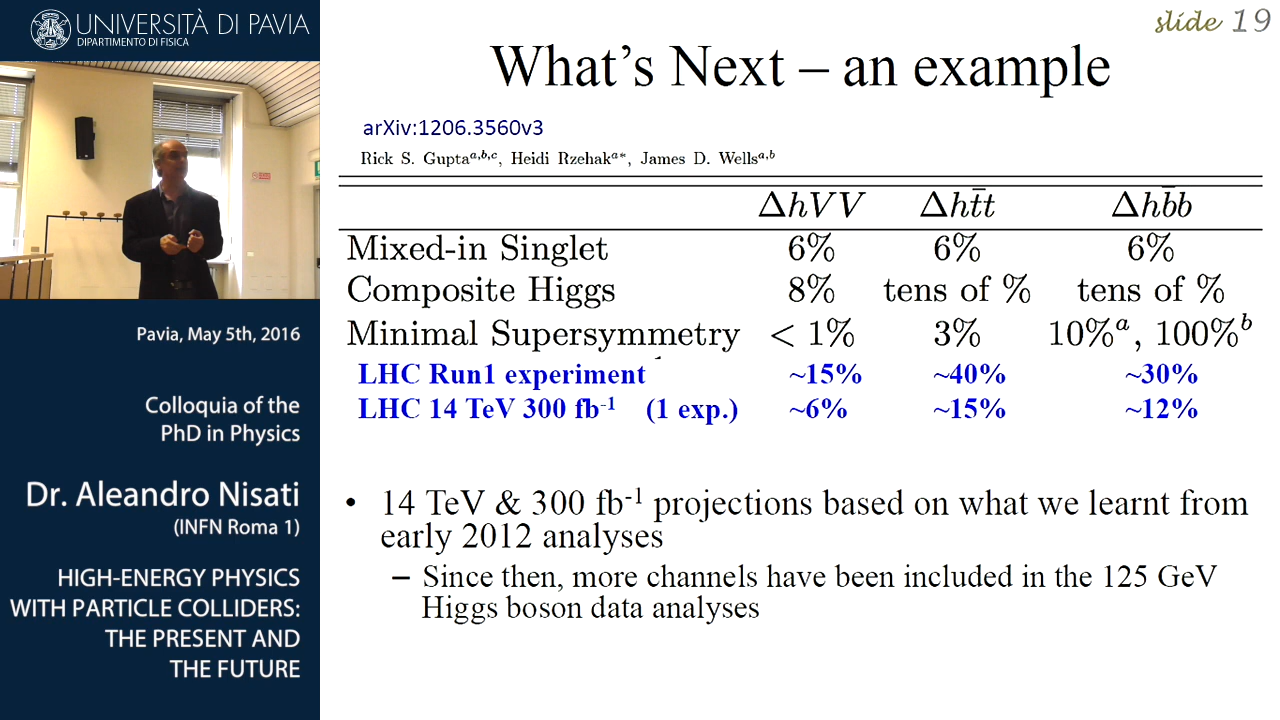 UNIVERSITÀ DI PAVIA
DIPARTIMENTO DI FISICA
Pavia, May 5th, 2016
Colloquia of the
PhD in Physics
Dr. Aleandro Nisati
(INFN Roma 1)
HIGH-ENERGY PHYSICS
WITH PARTICLE COLLIDERS:
THE PRESENT AND
THE FUTURE
slide 19
What's Next – an example
arXiv:1206.3560v3
Rick S. Gupta^{a,b,c}, Heidi Rzehak^{a*}, James D. Wells^{a,b}
ΔhVV Δht̄t Δhb̄b
Mixed-in Singlet 6% 6% 6%
Composite Higgs 8% tens of % tens of %
Minimal Supersymmetry < 1% 3% 10%^a, 100%^b
LHC Run1 experiment ~15% ~40% ~30%
LHC 14 TeV 300 fb⁻¹ (1 exp.) ~6% ~15% ~12%
• 14 TeV & 300 fb⁻¹ projections based on what we learnt from
early 2012 analyses
– Since then, more channels have been included in the 125 GeV
Higgs boson data analyses